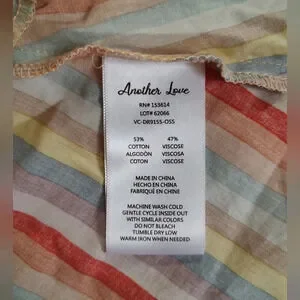 Another Love
RN# 153614
LOT# 62066
VC-DR9155-OSS
53% 47%
COTTON VISCOSE
ALGODÓN VISCOSA
COTON VISCOSE
MADE IN CHINA
HECHO EN CHINA
FABRIQUÉ EN CHINE
MACHINE WASH COLD
GENTLE CYCLE INSIDE OUT
WITH SIMILAR COLORS
DO NOT BLEACH
TUMBLE DRY LOW
WARM IRON WHEN NEEDED